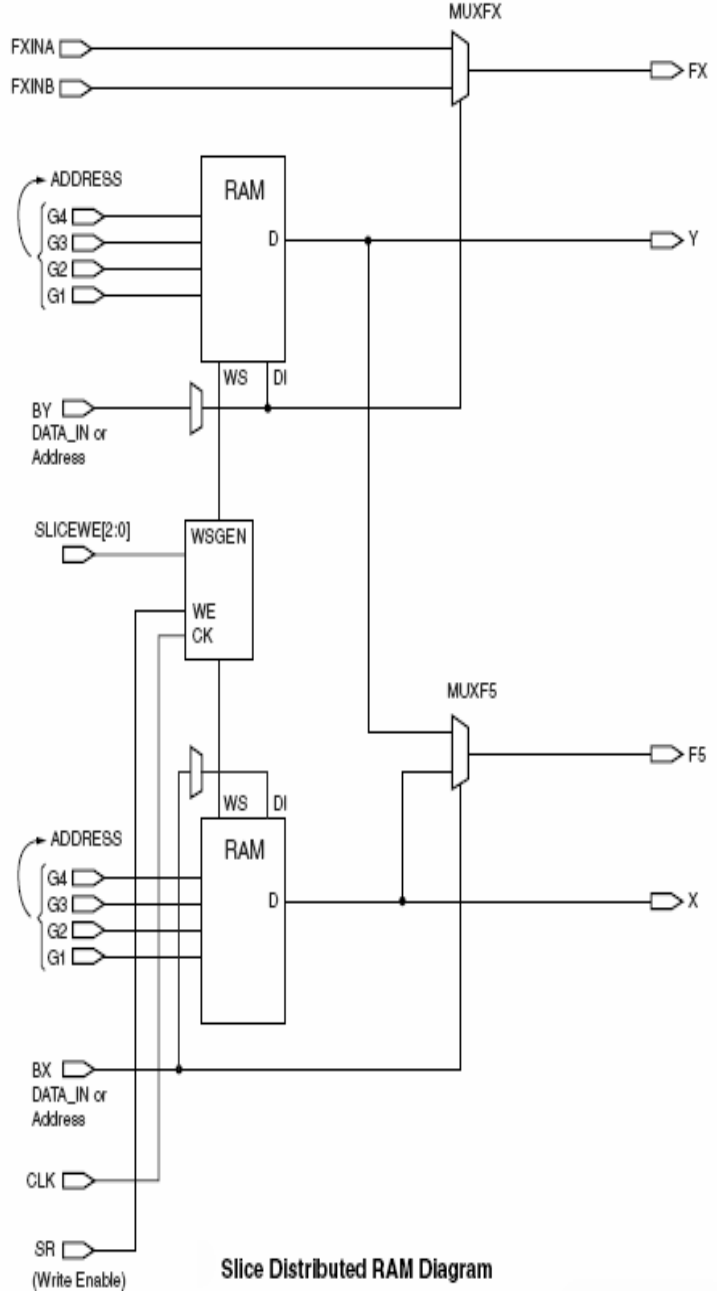 MUXFX
FXINA
FX
FXINB
ADDRESS
RAM
G4
D
Y
G3
G2
G1
WS
DI
BY
DATA_IN or
Address
SLICEWE[2:0]
WSGEN
WE
CK
MUXF5
F5
WS
DI
ADDRESS
RAM
G4
D
X
G3
G2
G1
BX
DATA_IN or
Address
CLK
SR
(Write Enable)
Slice Distributed RAM Diagram